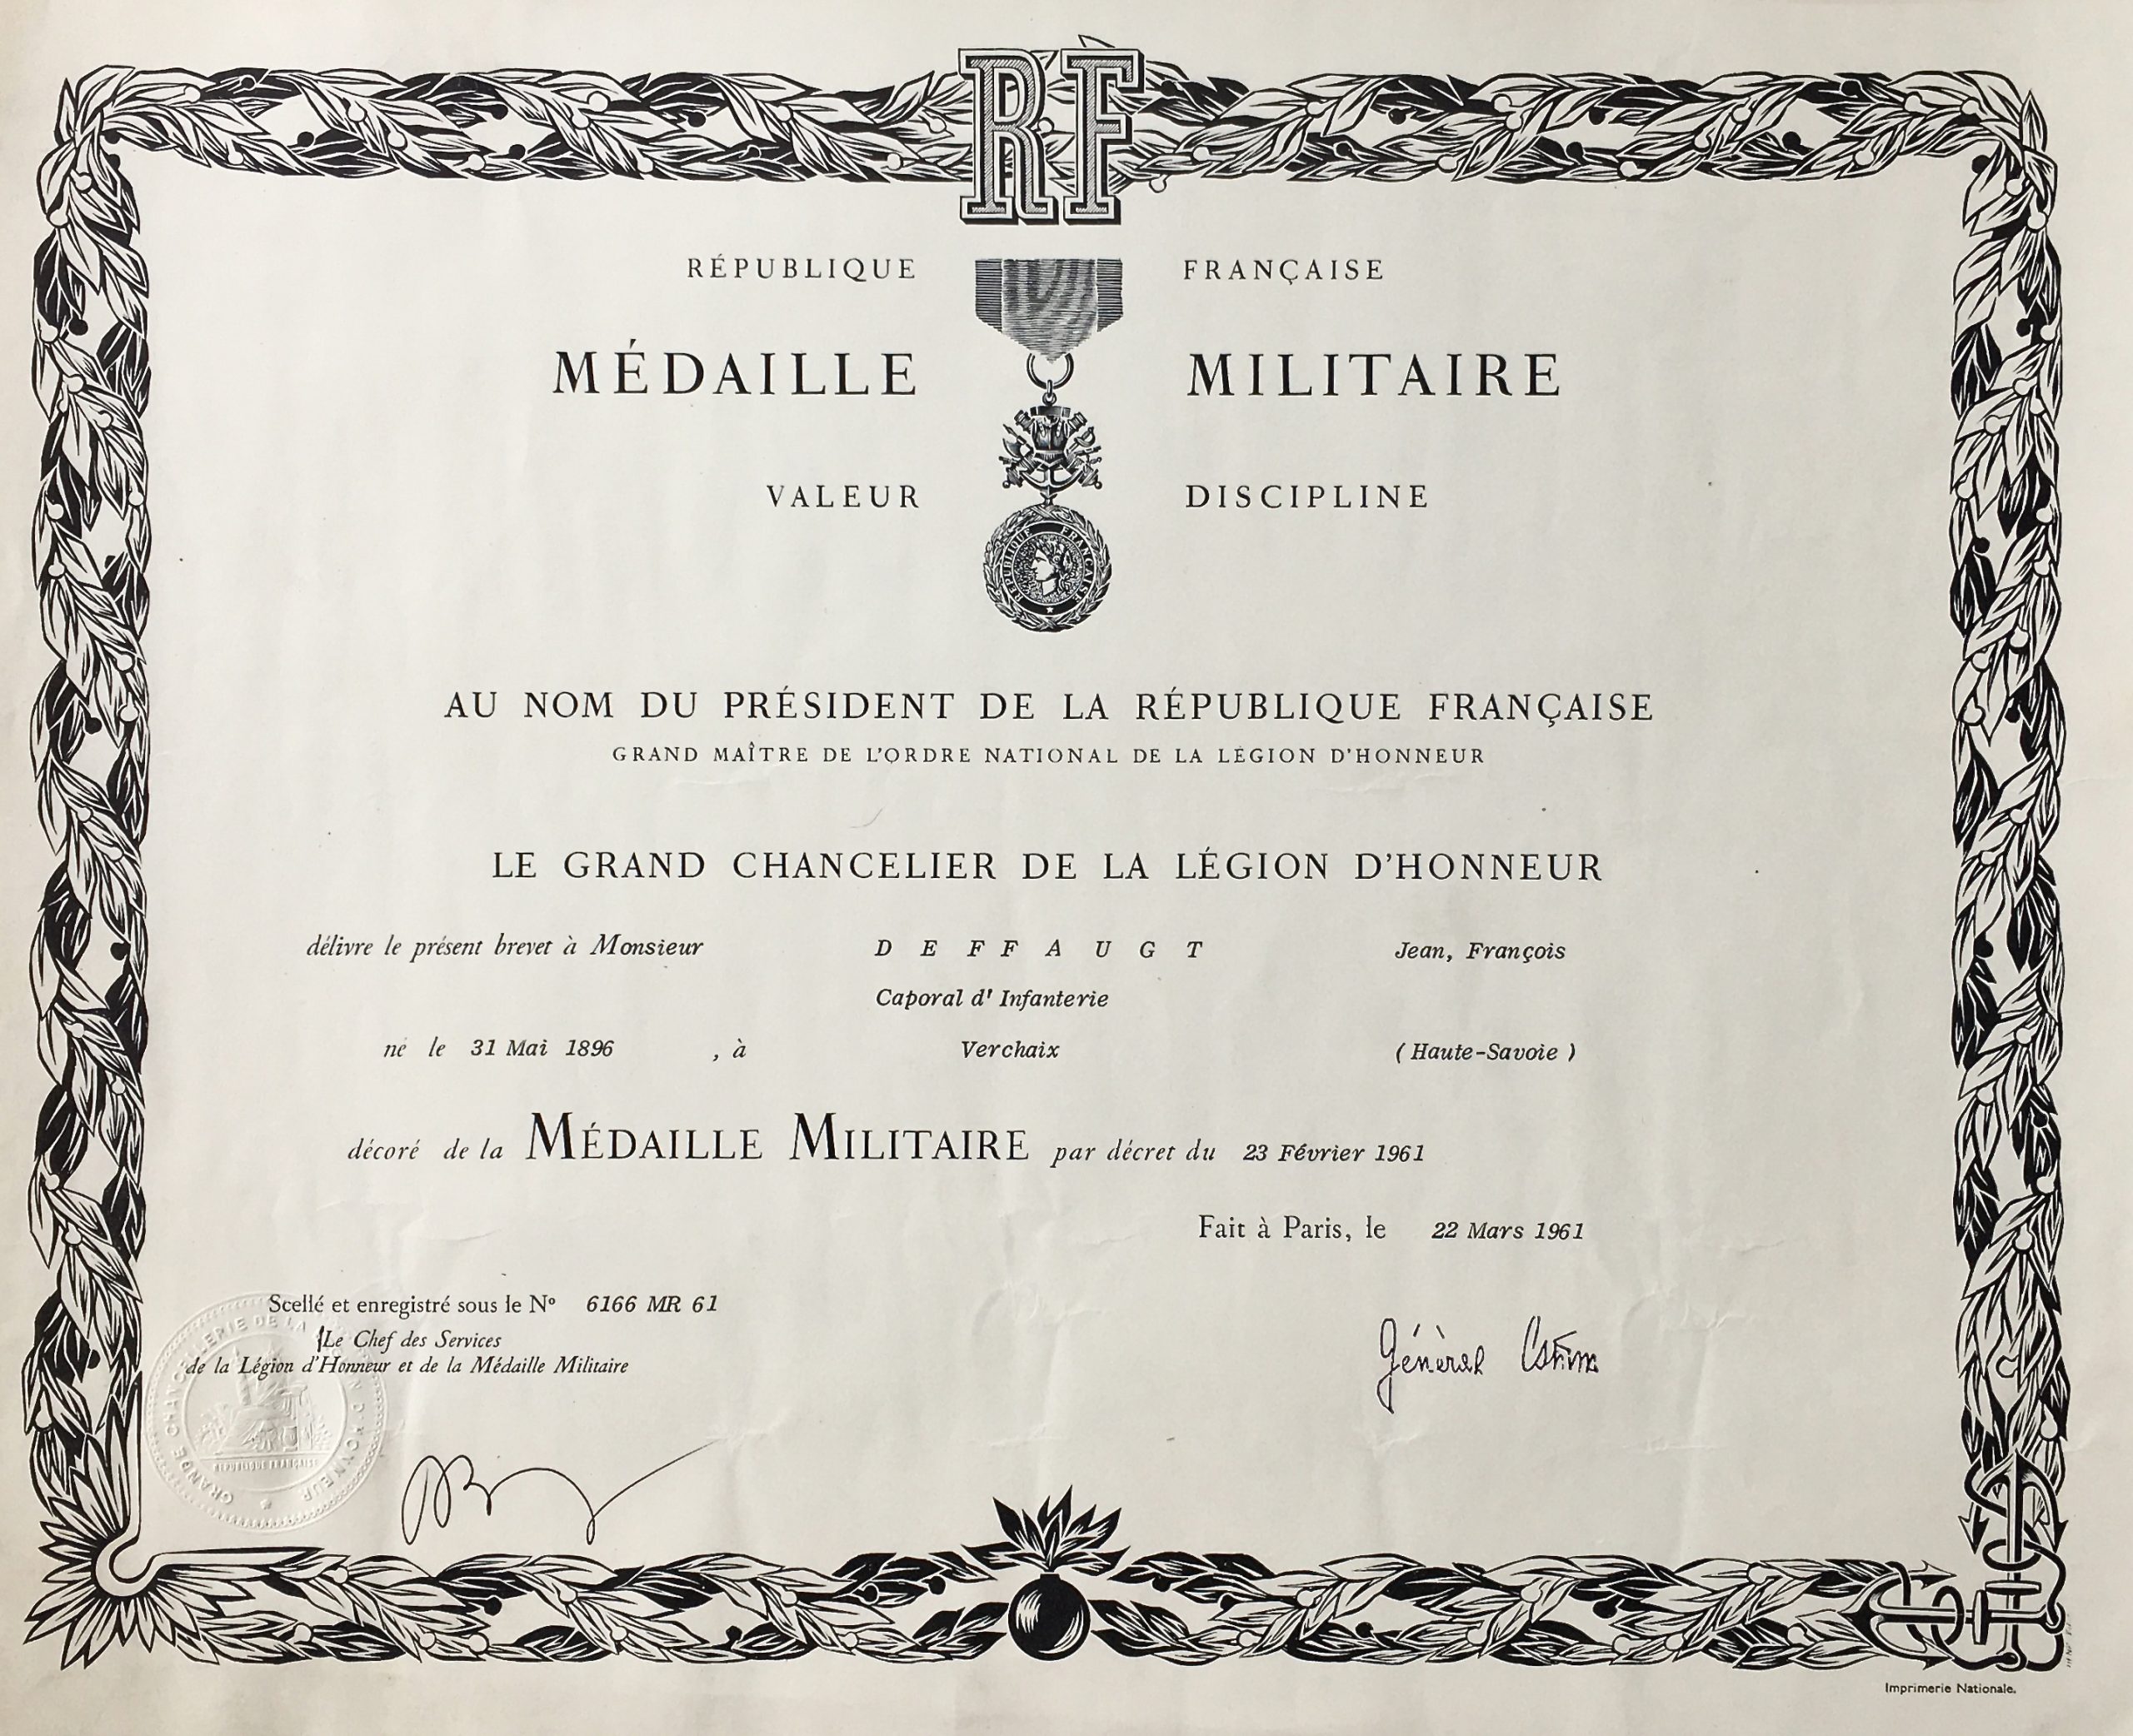 RF
RÉPUBLIQUE FRANÇAISE
MÉDAILLE MILITAIRE
VALEUR DISCIPLINE
RÉPUBLIQUE FRANÇAISE
AU NOM DU PRÉSIDENT DE LA RÉPUBLIQUE FRANÇAISE
GRAND MAÎTRE DE L'ORDRE NATIONAL DE LA LÉGION D'HONNEUR
LE GRAND CHANCELIER DE LA LÉGION D'HONNEUR
délivre le présent brevet à Monsieur D E F F A U G T Jean, François
Caporal d' Infanterie
né le 31 Mai 1896 , à Verchaix ( Haute-Savoie )
décoré de la MÉDAILLE MILITAIRE par décret du 23 Février 1961
Fait à Paris, le 22 Mars 1961
Scellé et enregistré sous le Nº 6166 MR 61
Le Chef des Services
de la Légion d'Honneur et de la Médaille Militaire
GRANDE CHANCELLERIE DE LA LÉGION D'HONNEUR
RÉPUBLIQUE FRANÇAISE
Général
Imprimerie Nationale.